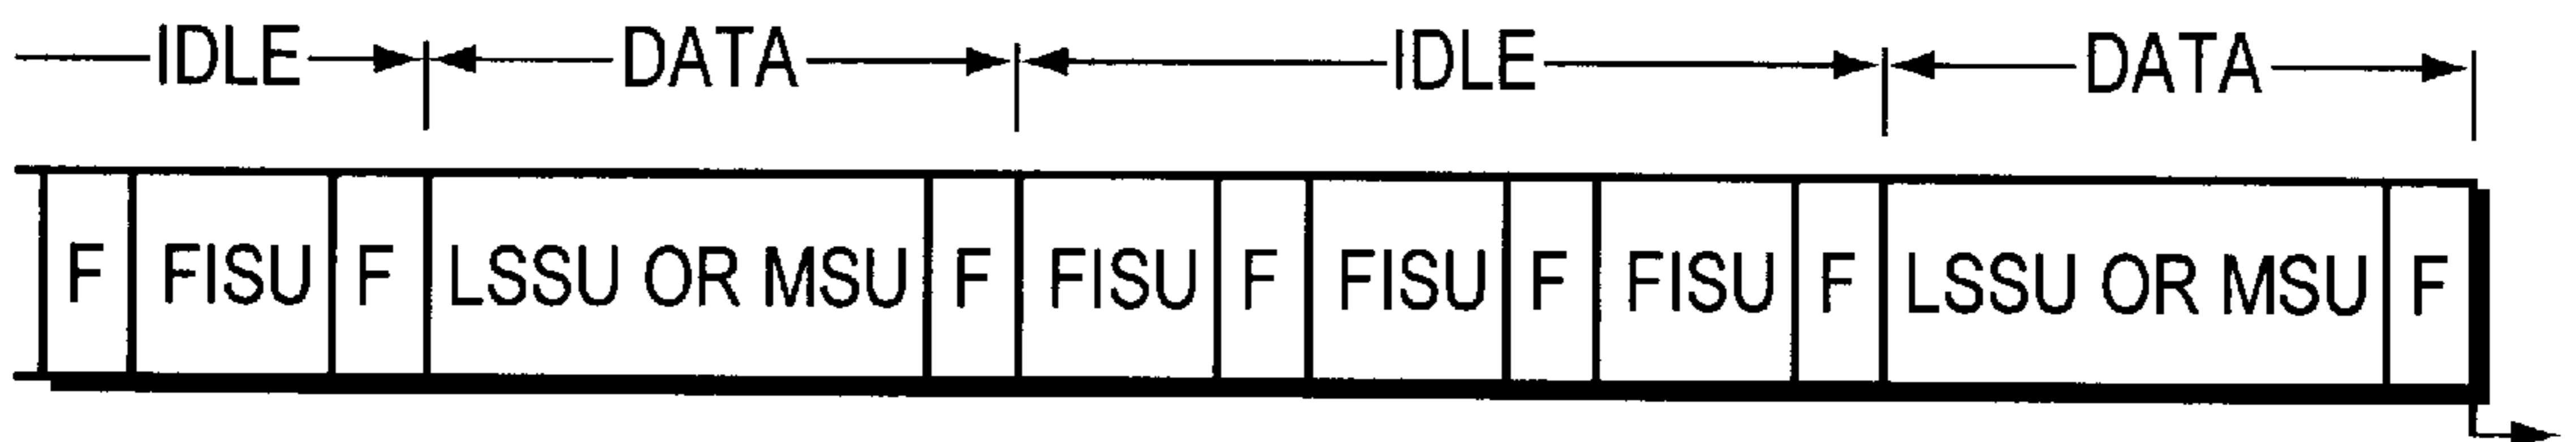 IDLE DATA IDLE DATA
F FISU F LSSU OR MSU F FISU F FISU F FISU F LSSU OR MSU F